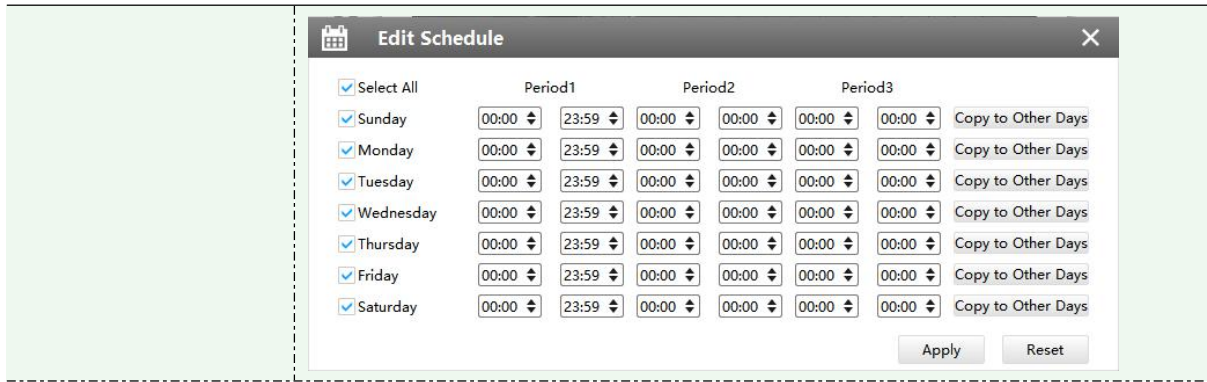 Edit Schedule
Select All Period1 Period2 Period3
Sunday 00:00 23:59 00:00 00:00 00:00 00:00 Copy to Other Days
Monday 00:00 23:59 00:00 00:00 00:00 00:00 Copy to Other Days
Tuesday 00:00 23:59 00:00 00:00 00:00 00:00 Copy to Other Days
Wednesday 00:00 23:59 00:00 00:00 00:00 00:00 Copy to Other Days
Thursday 00:00 23:59 00:00 00:00 00:00 00:00 Copy to Other Days
Friday 00:00 23:59 00:00 00:00 00:00 00:00 Copy to Other Days
Saturday 00:00 23:59 00:00 00:00 00:00 00:00 Copy to Other Days
Apply Reset